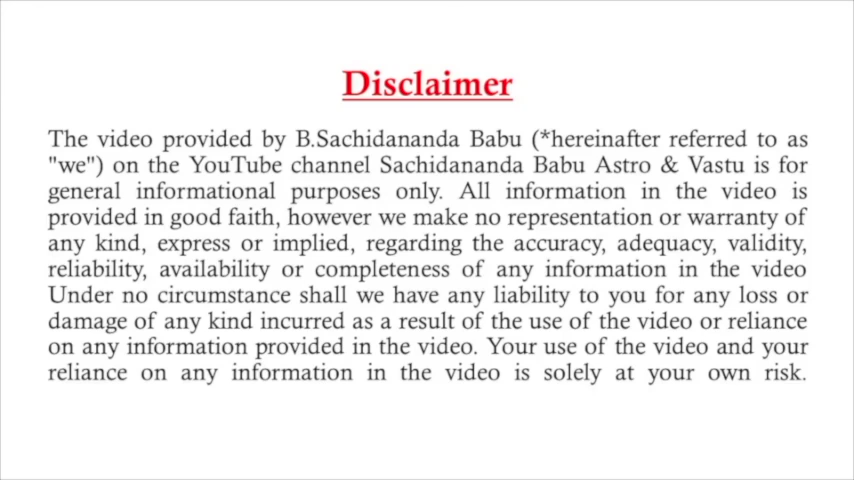 Disclaimer
The video provided by B.Sachidananda Babu (*hereinafter referred to as
"we") on the YouTube channel Sachidananda Babu Astro & Vastu is for
general informational purposes only. All information in the video is
provided in good faith, however we make no representation or warranty of
any kind, express or implied, regarding the accuracy, adequacy, validity,
reliability, availability or completeness of any information in the video
Under no circumstance shall we have any liability to you for any loss or
damage of any kind incurred as a result of the use of the video or reliance
on any information provided in the video. Your use of the video and your
reliance on any information in the video is solely at your own risk.